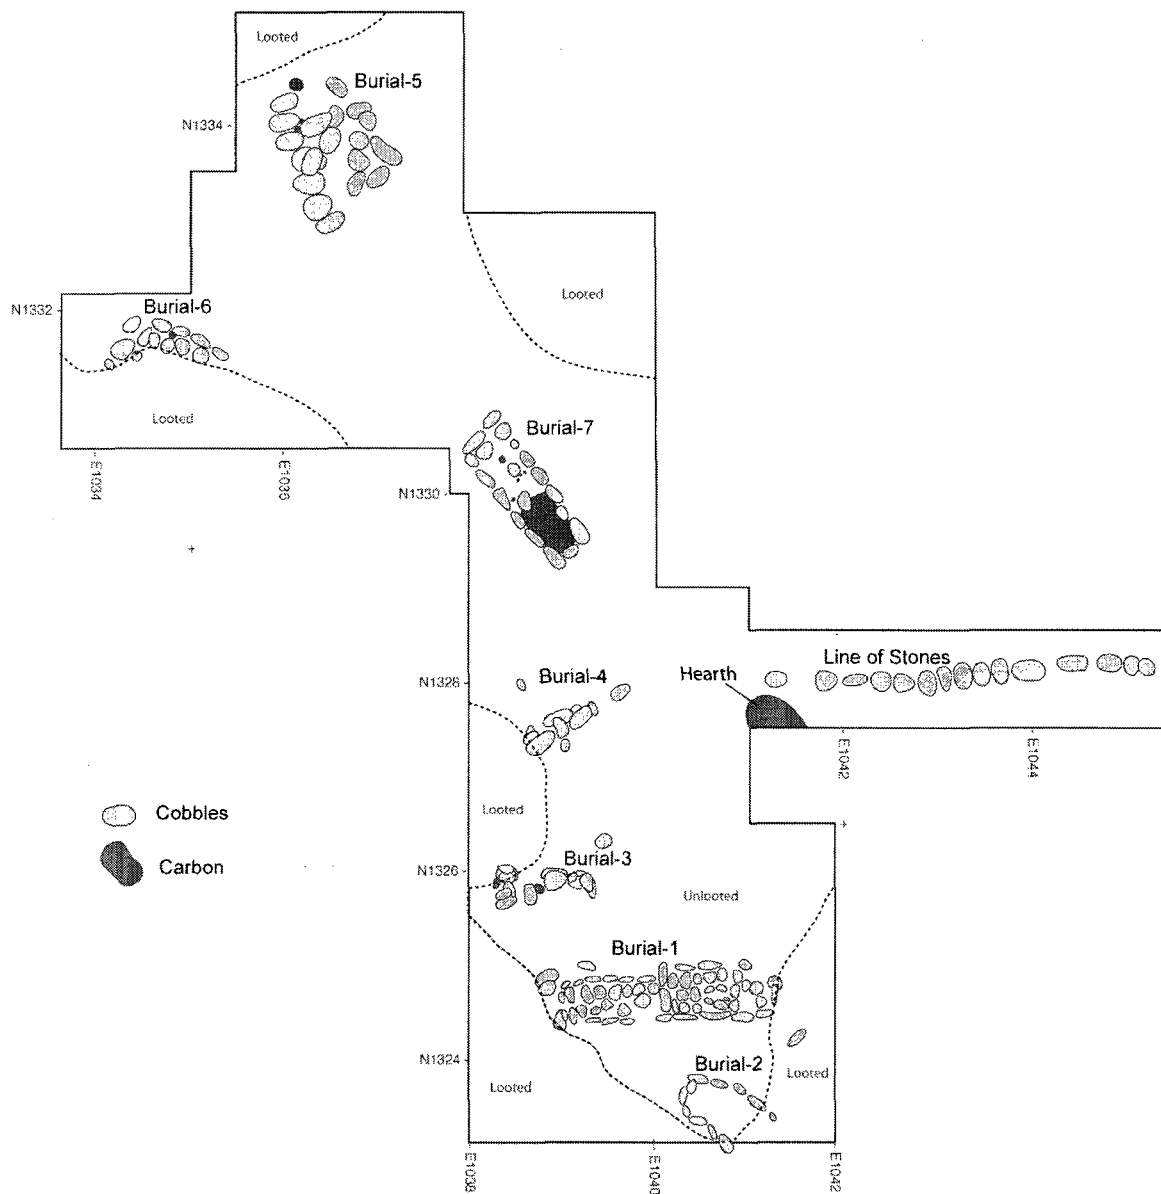 Looted
Burial-5
N1334
Looted
N1332
Burial-6
Looted
Burial-7
E1034
E1036
N1330
Line of Stones
Hearth
Burial-4
N1328
E1042
E1044
Looted
Cobbles
Burial-3
Carbon
N1326
Unlooted
Burial-1
N1324
Burial-2
Looted
Looted
E1038
E1040
E1042